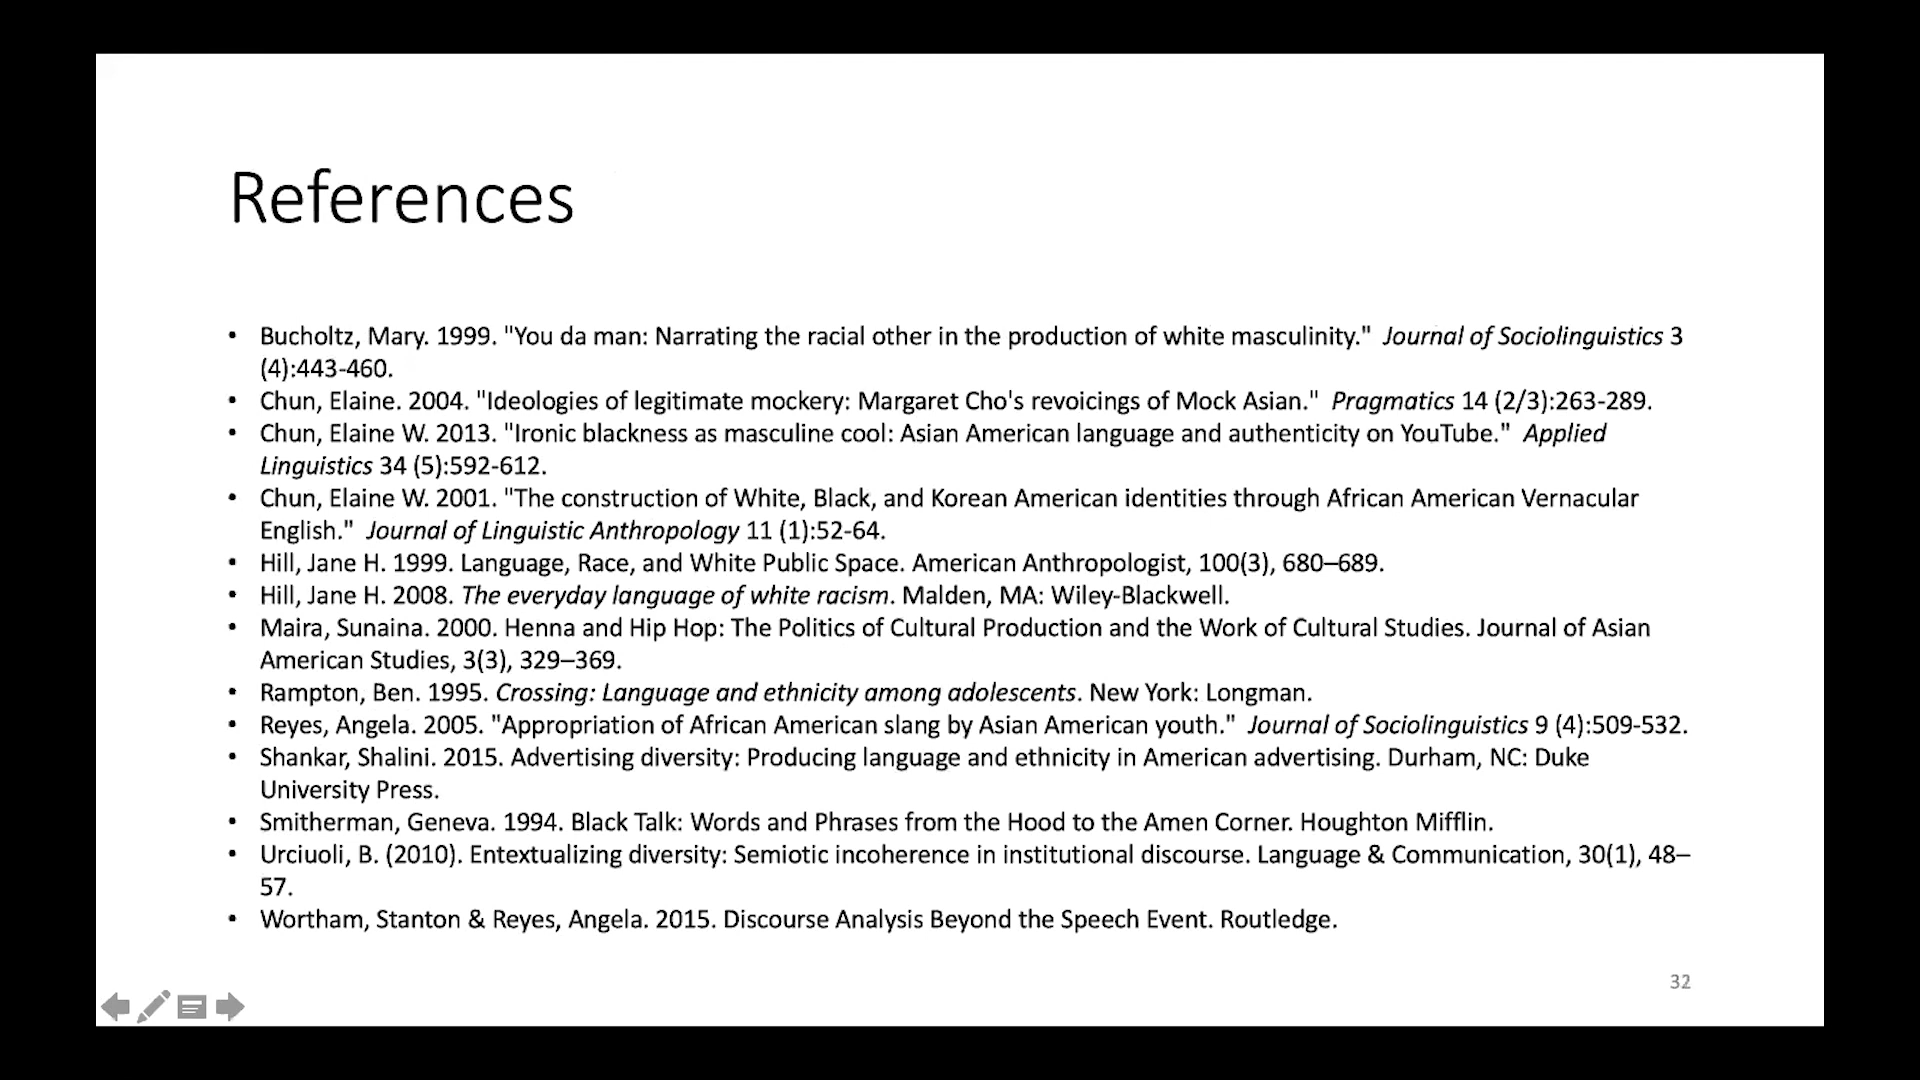 References
• Bucholtz, Mary. 1999. "You da man: Narrating the racial other in the production of white masculinity." Journal of Sociolinguistics 3
(4):443-460.
• Chun, Elaine. 2004. "Ideologies of legitimate mockery: Margaret Cho's revoicings of Mock Asian." Pragmatics 14 (2/3):263-289.
• Chun, Elaine W. 2013. "Ironic blackness as masculine cool: Asian American language and authenticity on YouTube." Applied
Linguistics 34 (5):592-612.
• Chun, Elaine W. 2001. "The construction of White, Black, and Korean American identities through African American Vernacular
English." Journal of Linguistic Anthropology 11 (1):52-64.
• Hill, Jane H. 1999. Language, Race, and White Public Space. American Anthropologist, 100(3), 680–689.
• Hill, Jane H. 2008. The everyday language of white racism. Malden, MA: Wiley-Blackwell.
• Maira, Sunaina. 2000. Henna and Hip Hop: The Politics of Cultural Production and the Work of Cultural Studies. Journal of Asian
American Studies, 3(3), 329–369.
• Rampton, Ben. 1995. Crossing: Language and ethnicity among adolescents. New York: Longman.
• Reyes, Angela. 2005. "Appropriation of African American slang by Asian American youth." Journal of Sociolinguistics 9 (4):509-532.
• Shankar, Shalini. 2015. Advertising diversity: Producing language and ethnicity in American advertising. Durham, NC: Duke
University Press.
• Smitherman, Geneva. 1994. Black Talk: Words and Phrases from the Hood to the Amen Corner. Houghton Mifflin.
• Urciuoli, B. (2010). Entextualizing diversity: Semiotic incoherence in institutional discourse. Language & Communication, 30(1), 48–
57.
• Wortham, Stanton & Reyes, Angela. 2015. Discourse Analysis Beyond the Speech Event. Routledge.
32